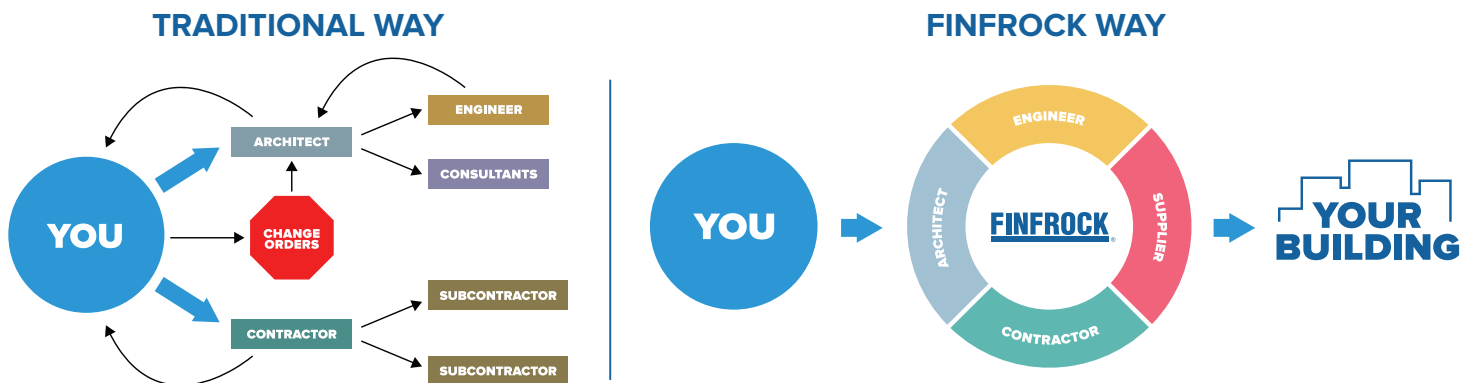 TRADITIONAL WAY
YOU
ARCHITECT
ENGINEER
CONSULTANTS
CHANGE
ORDERS
CONTRACTOR
SUBCONTRACTOR
SUBCONTRACTOR
FINFROCK WAY
YOU
ENGINEER
ARCHITECT
FINFROCK®
SUPPLIER
CONTRACTOR
YOUR
BUILDING